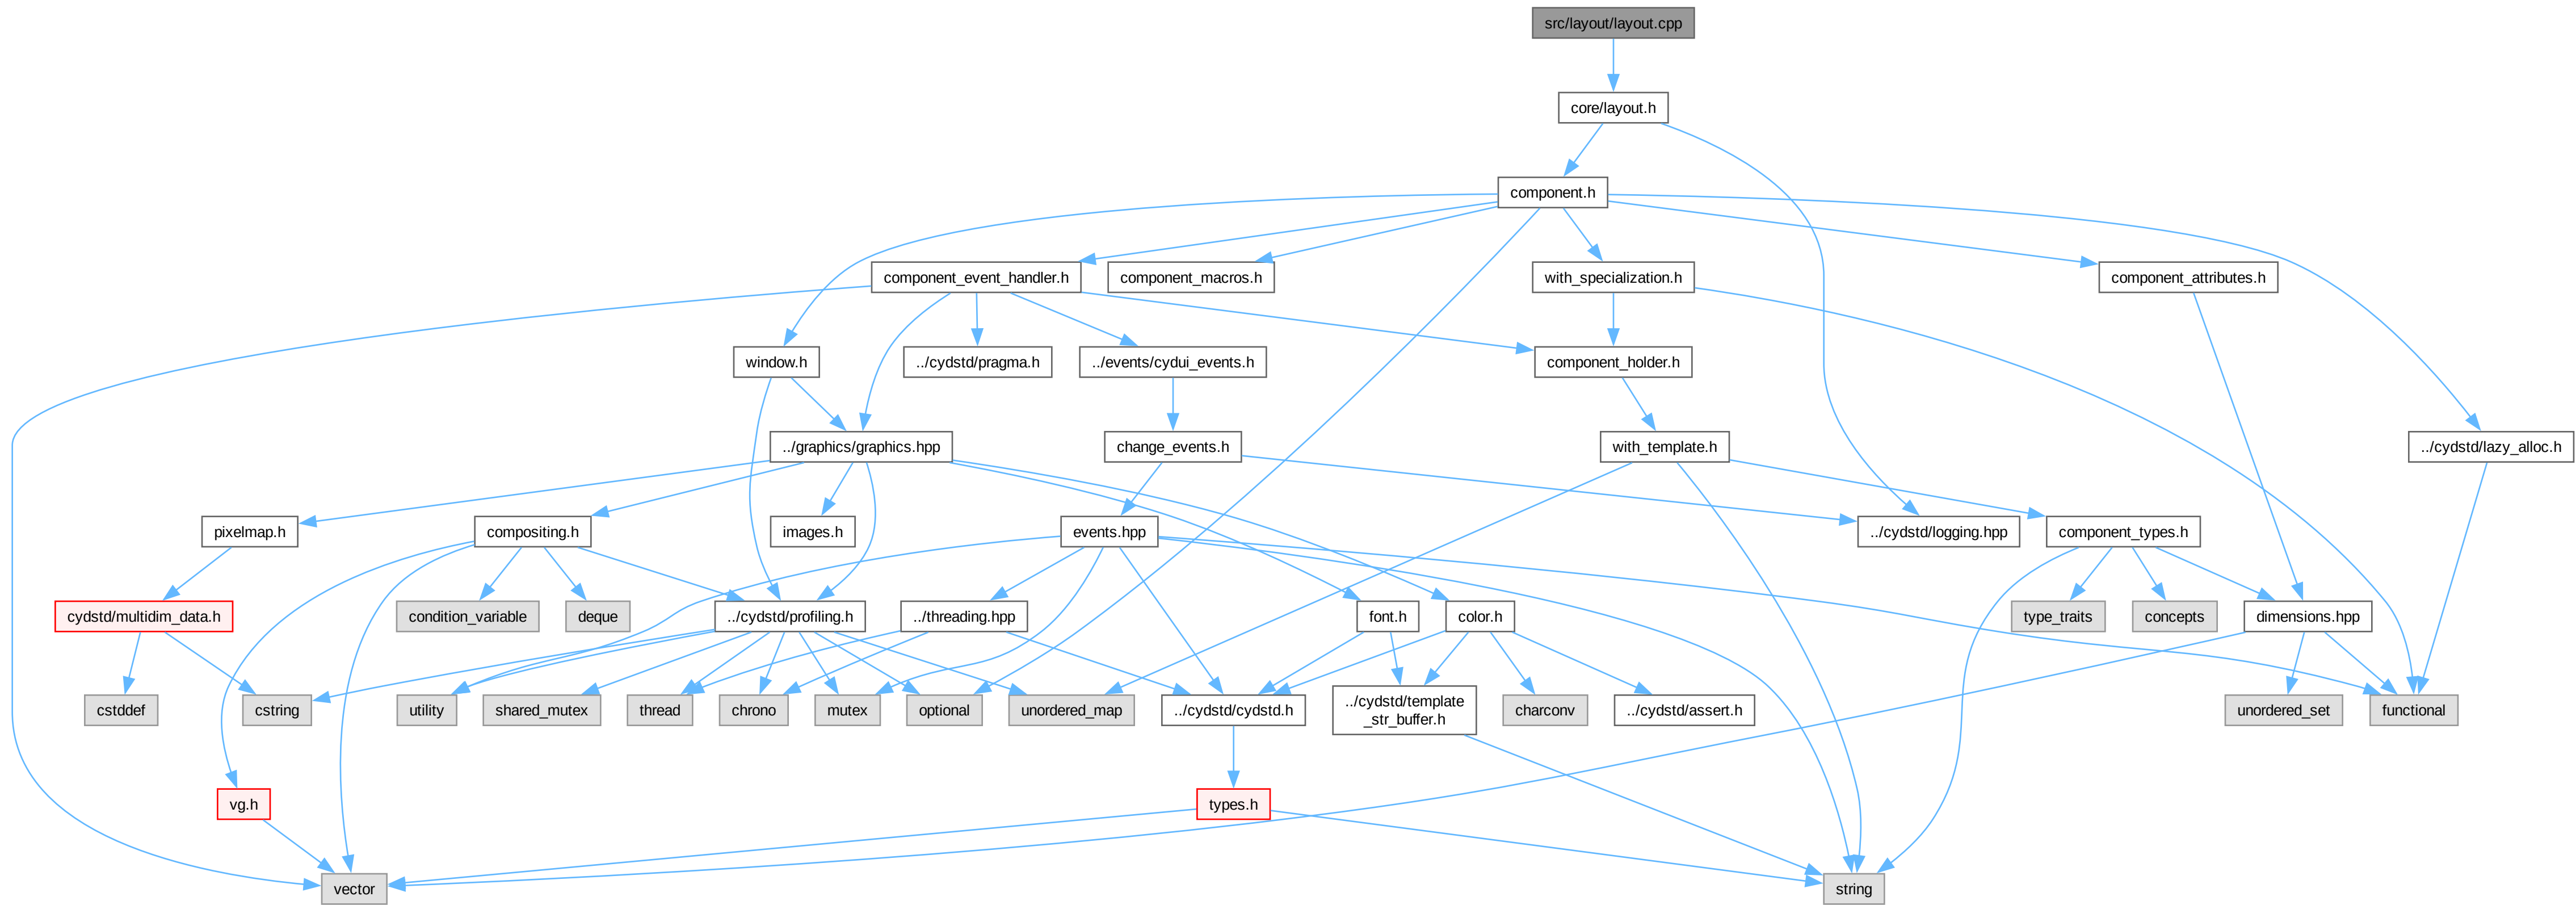 src/layout/layout.cpp
core/layout.h
component.h
component_event_handler.h
component_macros.h
with_specialization.h
component_attributes.h
window.h
../cydstd/pragma.h
../events/cydui_events.h
component_holder.h
../graphics/graphics.hpp
change_events.h
with_template.h
../cydstd/lazy_alloc.h
pixelmap.h
compositing.h
images.h
events.hpp
../cydstd/logging.hpp
component_types.h
cydstd/multidim_data.h
condition_variable
deque
../cydstd/profiling.h
../threading.hpp
font.h
color.h
type_traits
concepts
dimensions.hpp
cstddef
cstring
utility
shared_mutex
thread
chrono
mutex
optional
unordered_map
../cydstd/cydstd.h
../cydstd/template
_str_buffer.h
charconv
../cydstd/assert.h
unordered_set
functional
vg.h
types.h
vector
string